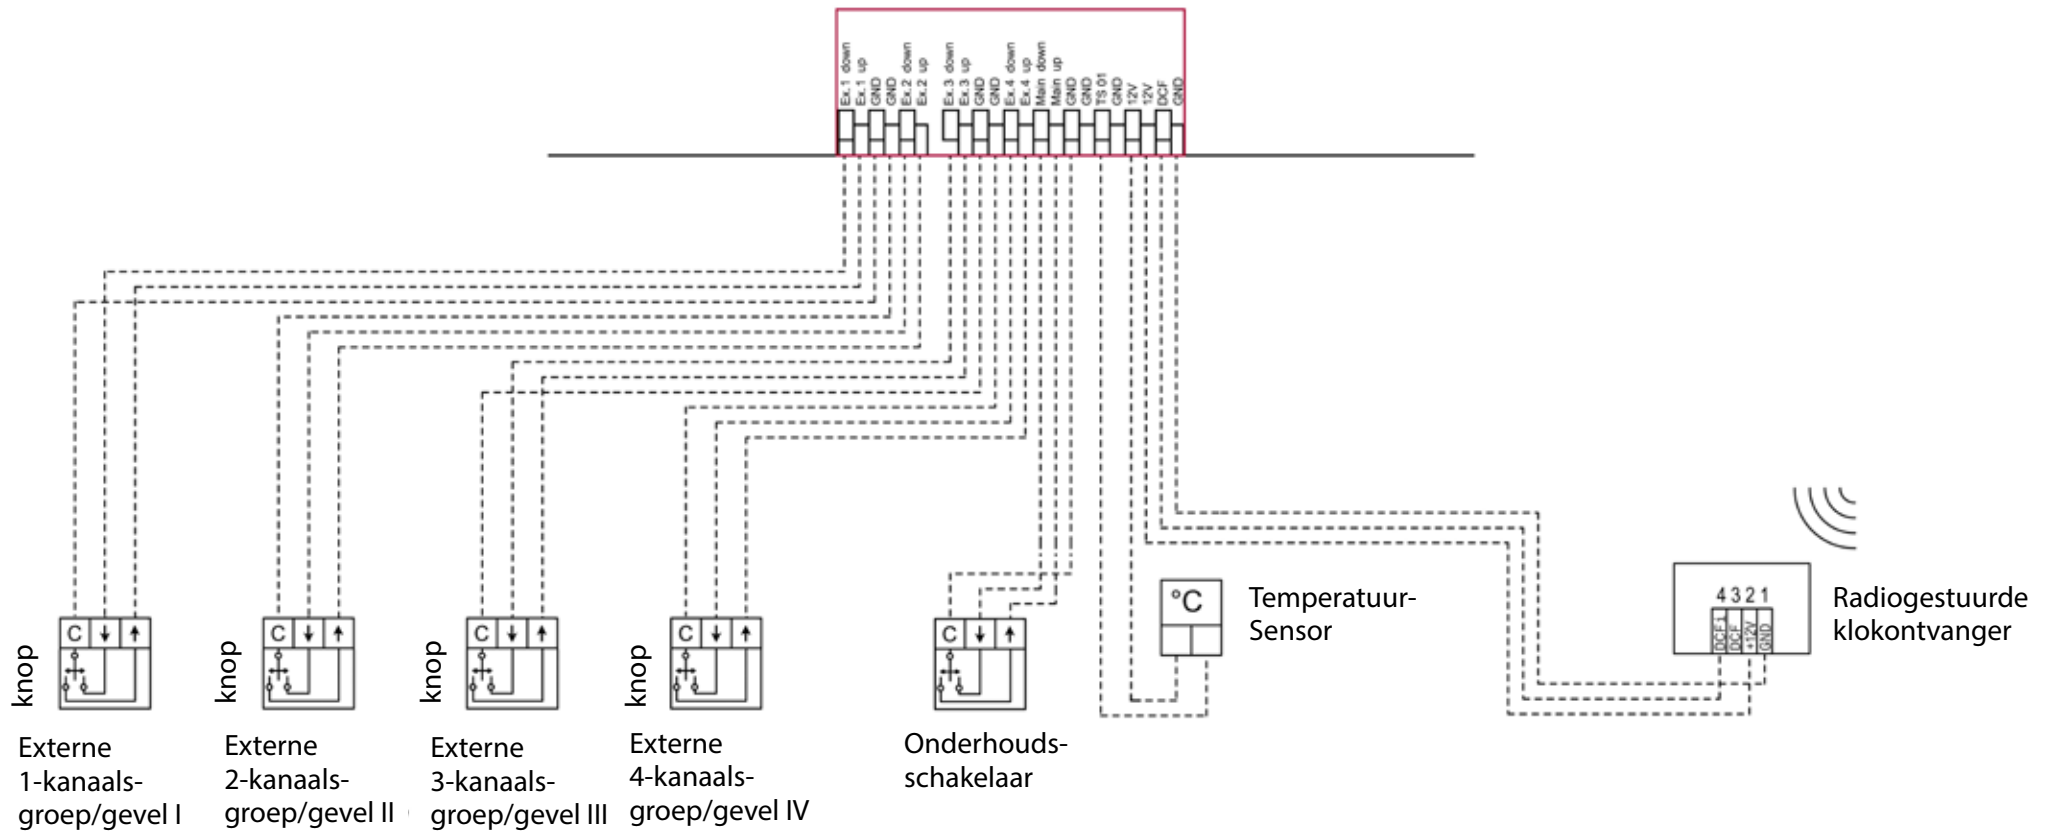 Ex.1 down
Ex.1 up
GND
GND
Ex.2 down
Ex.2 up
Ex.3 down
Ex.3 up
GND
GND
Ex.4 down
Ex.4 up
Main down
Main up
GND
GND
TS 01
GND
12V
12V
DCF
GND
knop
C ↓ ↑
Externe
1-kanaals-
groep/gevel I
knop
C ↓ ↑
Externe
2-kanaals-
groep/gevel II
knop
C ↓ ↑
Externe
3-kanaals-
groep/gevel III
knop
C ↓ ↑
Externe
4-kanaals-
groep/gevel IV
C ↓ ↑
Onderhouds-
schakelaar
°C
Temperatuur-
Sensor
4 3 2 1
DCF
+12V
GND
Radiogestuurde
klokontvanger